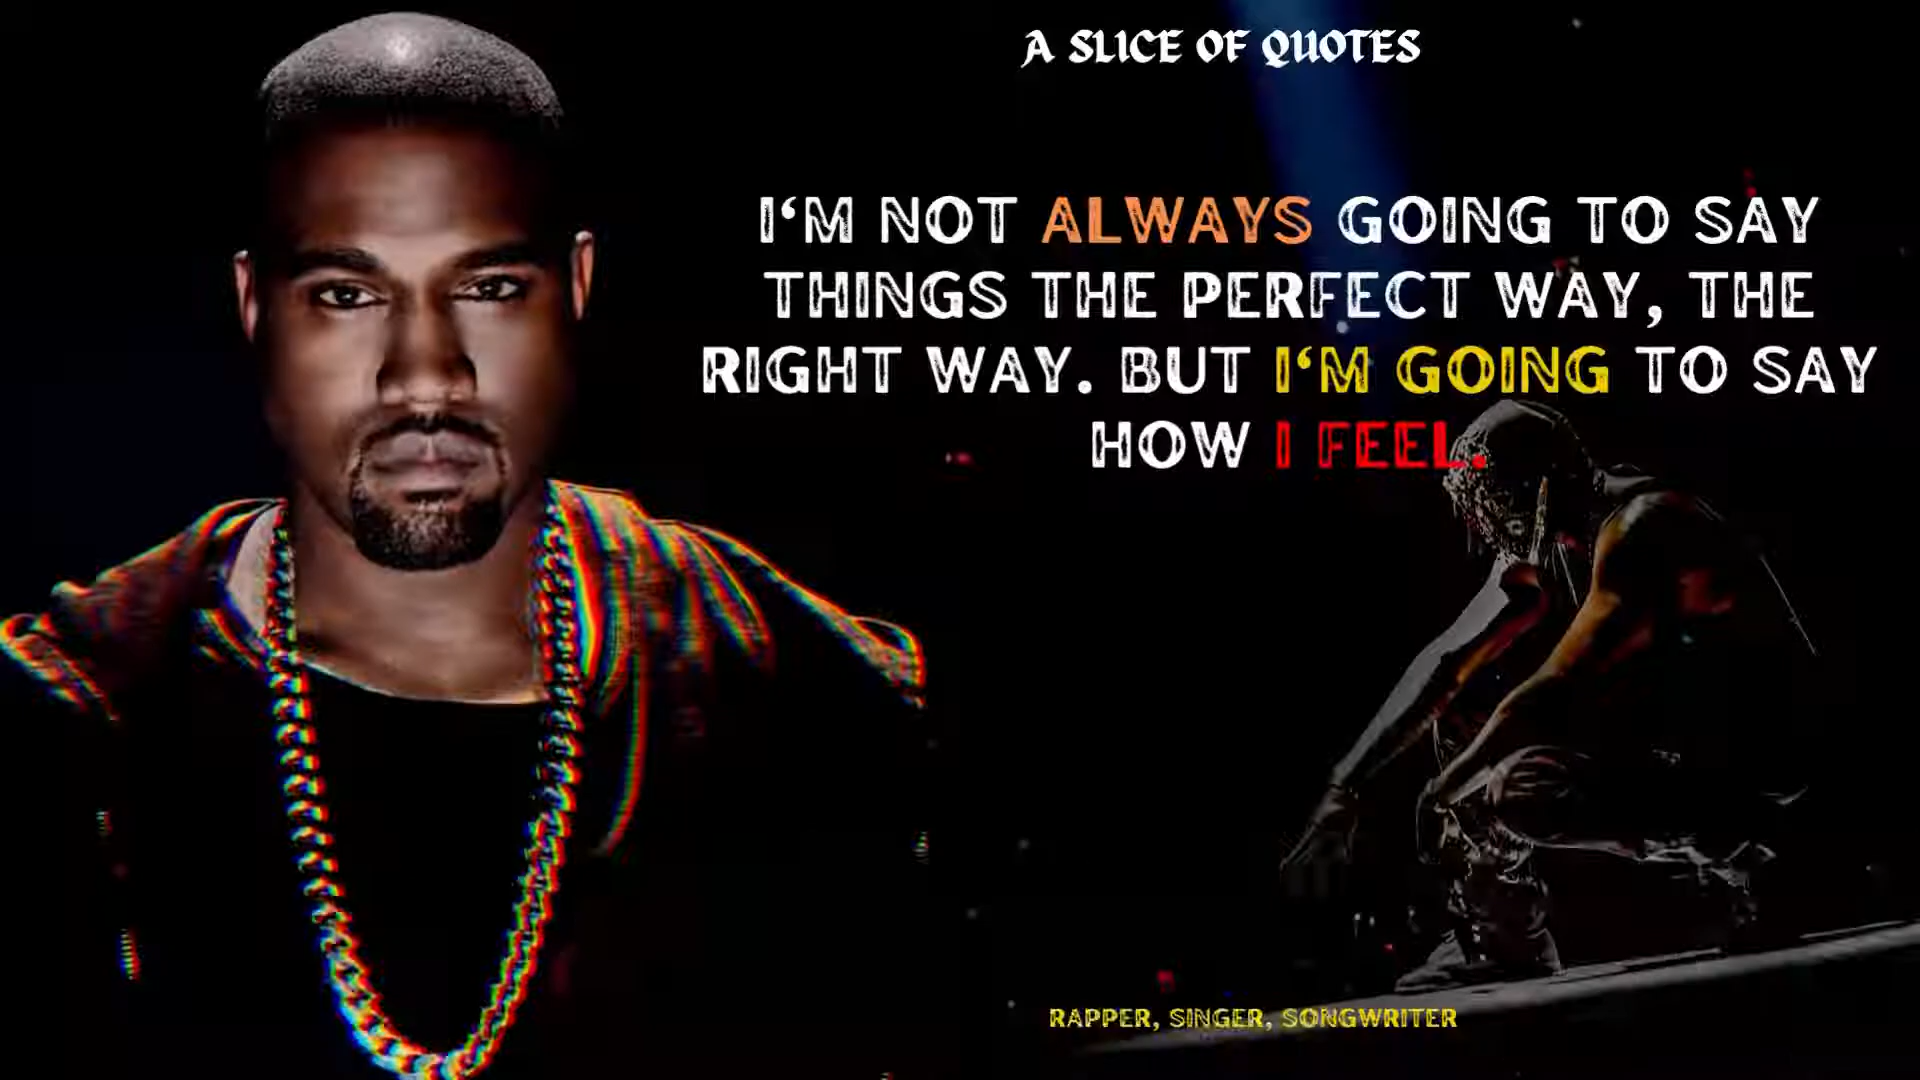 A SLICE OF QUOTES
I‘M NOT ALWAYS GOING TO SAY
THINGS THE PERFECT WAY, THE
RIGHT WAY. BUT I‘M GOING TO SAY
HOW I FEEL.
RAPPER, SINGER, SONGWRITER